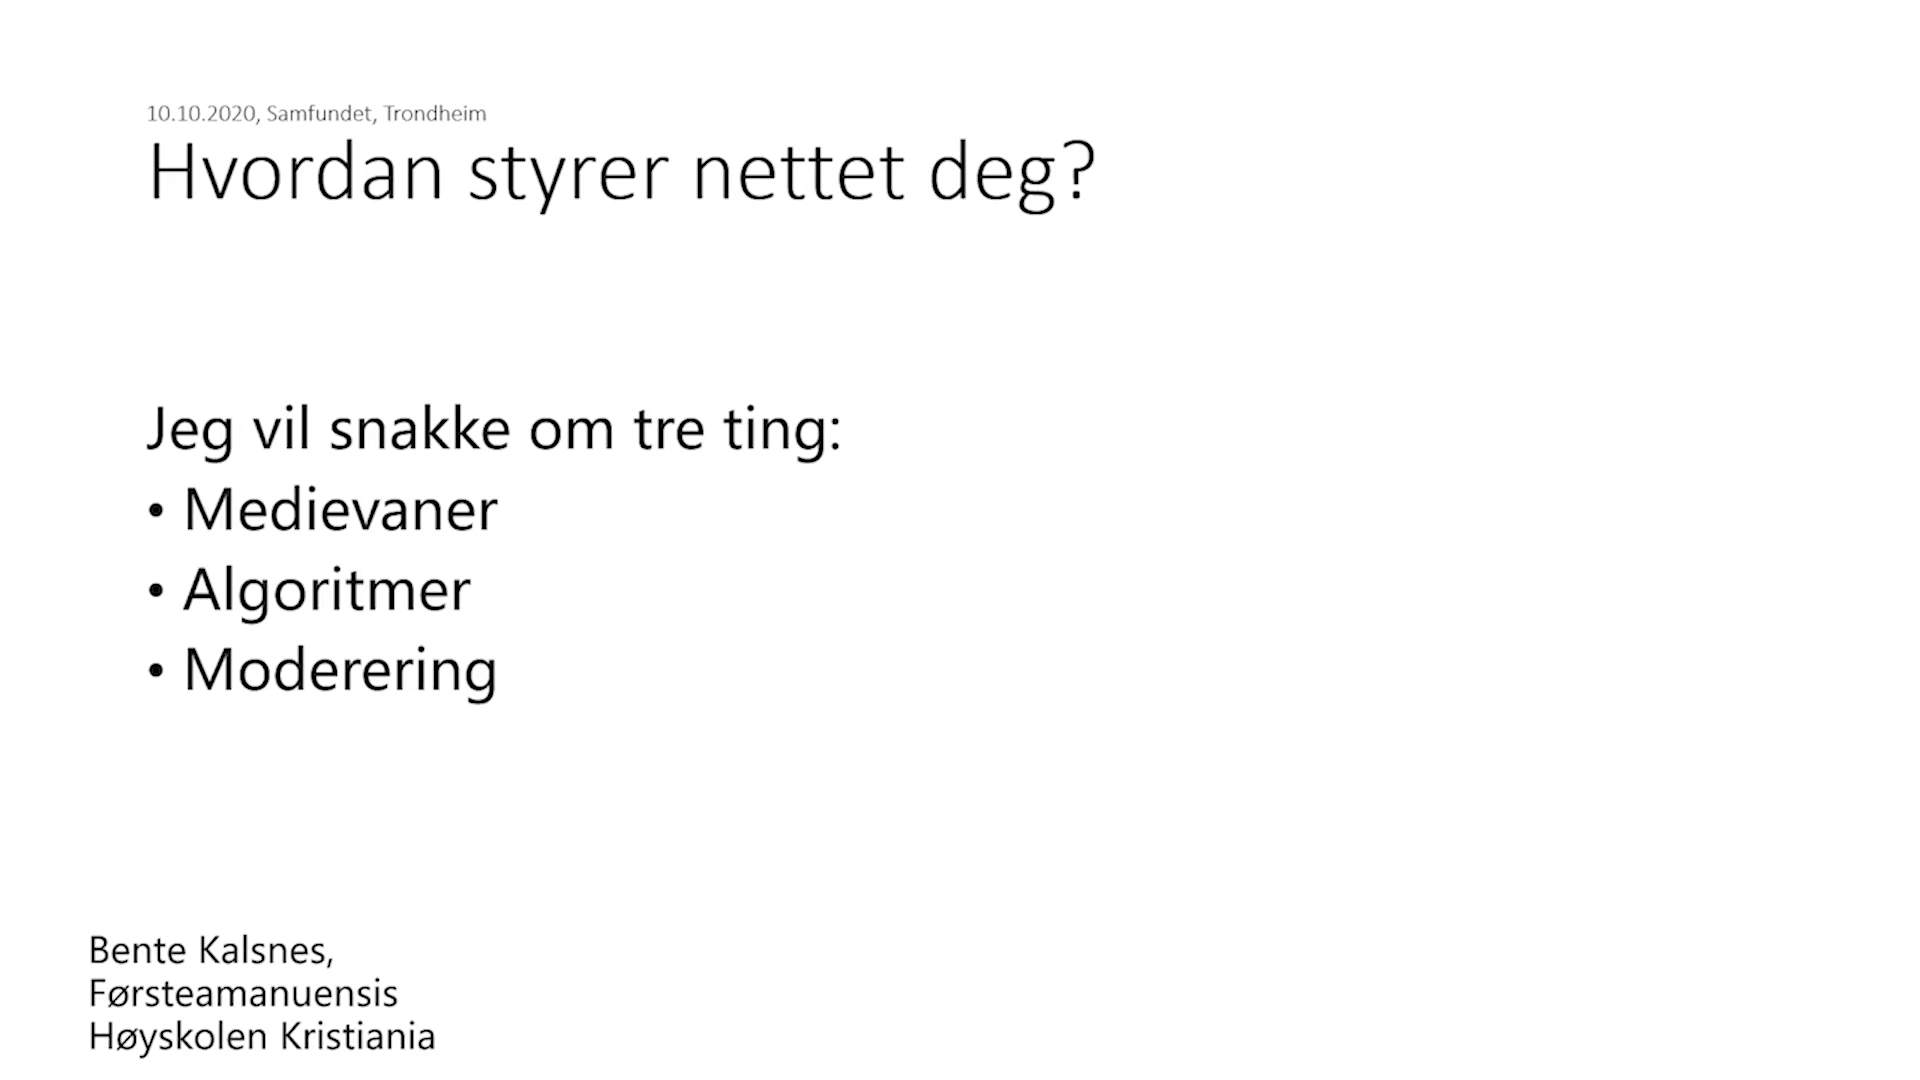 10.10.2020, Samfundet, Trondheim
Hvordan styrer nettet deg?
Jeg vil snakke om tre ting:
• Medievaner
• Algoritmer
• Moderering
Bente Kalsnes,
Førsteamanuensis
Høyskolen Kristiania